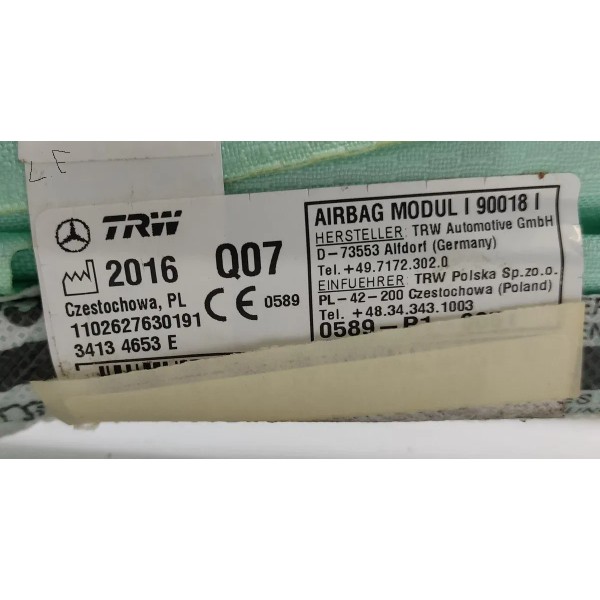 LF
TRW
2016 Q07
Czestochowa, PL
CE 0589
1102627630191
3413 4653 E
AIRBAG MODUL I 90018 I
HERSTELLER: TRW Automotive GmbH
D-73553 Alfdorf (Germany)
Tel.+49.7172.302.0
EINFUEHRER: TRW Polska Sp.zo.o.
PL-42-200 Czestochowa (Poland)
Tel. +48.34.343.1003
0589-P1